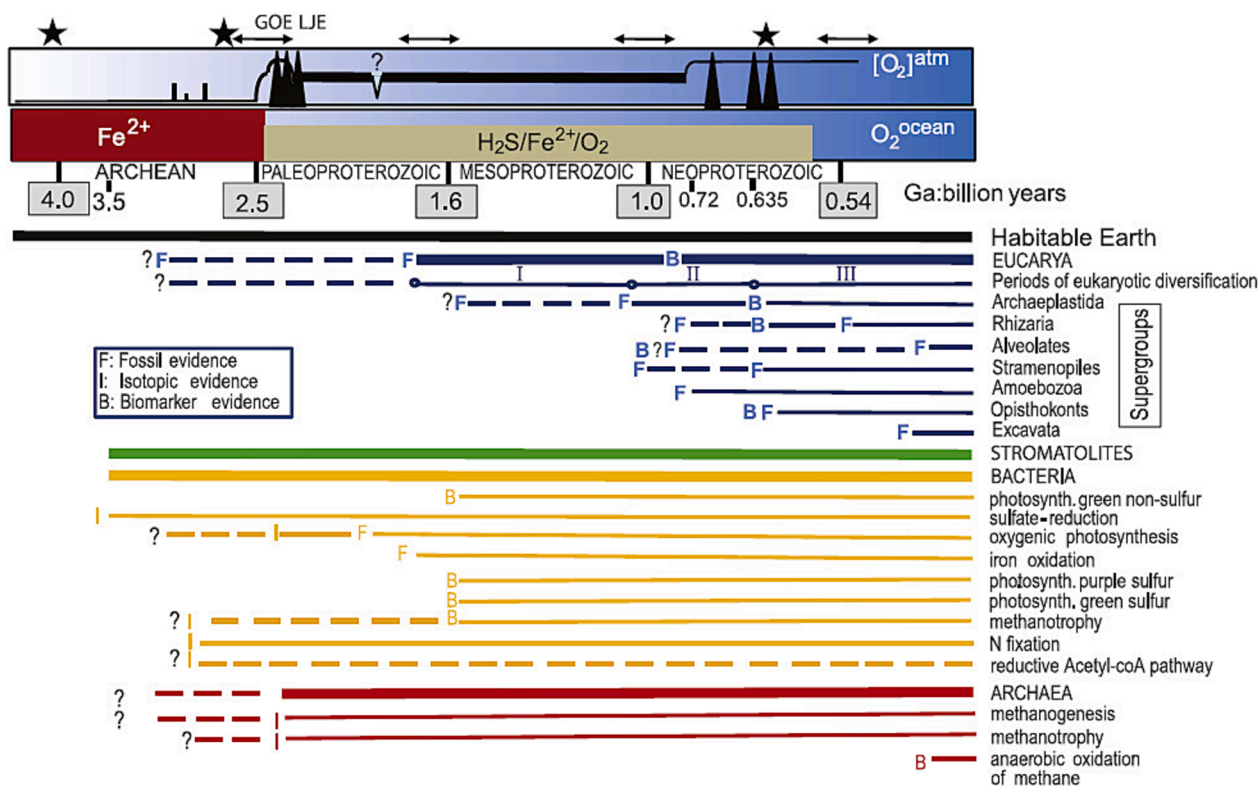 GOE LJE
?
[O₂]atm
Fe²⁺
H₂S/Fe²⁺/O₂
O₂ocean
ARCHEAN
PALEOPROTEROZOIC
MESOPROTEROZOIC
NEOPROTEROZOIC
4.0
3.5
2.5
1.6
1.0
0.72
0.635
0.54
Ga:billion years
Habitable Earth
? F F B EUCARYA
? I II III Periods of eukaryotic diversification
? F F B Archaeplastida
? F B F Rhizaria
B ? F F Alveolates
F F Stramenopiles
F Amoebozoa
B F Opisthokonts
F Excavata
Supergroups
F: Fossil evidence
I: Isotopic evidence
B: Biomarker evidence
STROMATOLITES
BACTERIA
B photosynth. green non-sulfur
I sulfate-reduction
? I F oxygenic photosynthesis
F iron oxidation
B photosynth. purple sulfur
B photosynth. green sulfur
? I B methanotrophy
I N fixation
? I reductive Acetyl-coA pathway
? ARCHAEA
? I methanogenesis
? I methanotrophy
B anaerobic oxidation
of methane